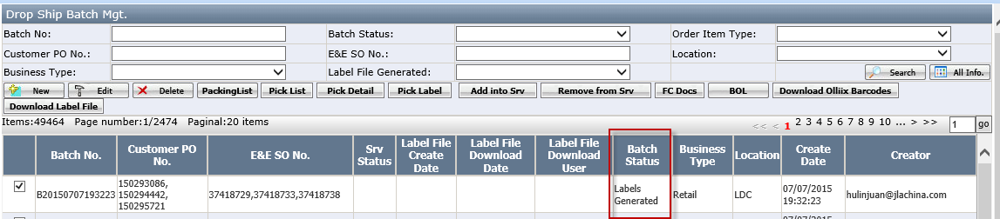 Drop Ship Batch Mgt.
Batch No: Batch Status: Order Item Type:
Customer PO No.: E&E SO No.: Location:
Business Type: Label File Generated: Search All Info.
New Edit Delete PackingList Pick List Pick Detail Pick Label Add into Srv Remove from Srv FC Docs BOL Download Olliix Barcodes
Download Label File
Items:49464 Page number:1/2474 Paginal:20 items << < 1 2 3 4 5 6 7 8 9 10 ... > >> 1 go
Batch No. Customer PO No. E&E SO No. Srv Status Label File Create Date Label File Download Date Label File Download User Batch Status Business Type Location Create Date Creator
B20150707193223 150293086, 150294442, 150295721 37418729,37418733,37418738 Labels Generated Retail LDC 07/07/2015 19:32:23 hulinjuan@jlachina.com